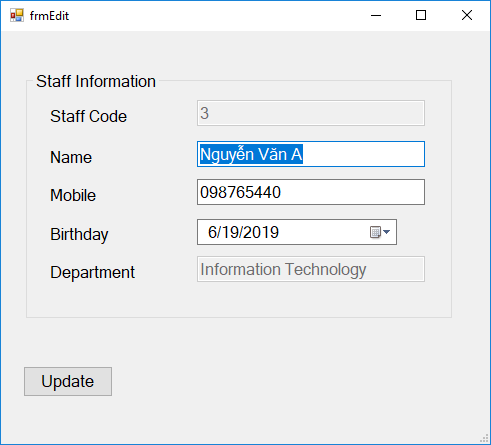 frmEdit
Staff Information
Staff Code 3
Name Nguyễn Văn A
Mobile 098765440
Birthday 6/19/2019
Department Information Technology
Update